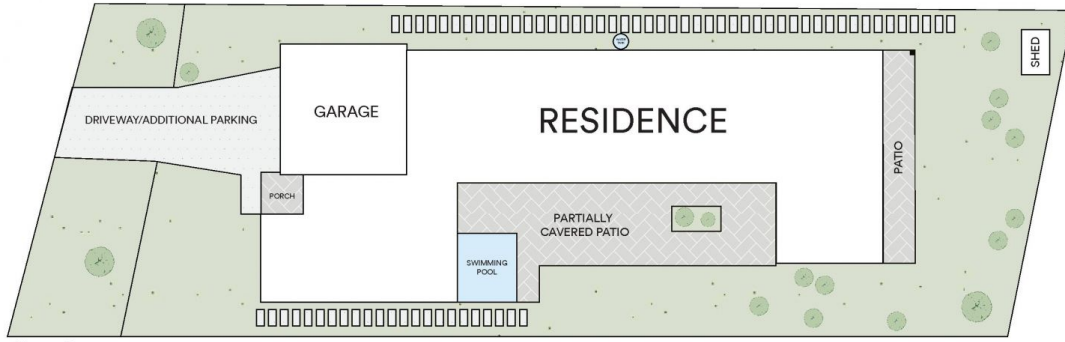 SHED
DRIVEWAY/ADDITIONAL PARKING
GARAGE
RESIDENCE
PATIO
PORCH
PARTIALLY
CAVERED PATIO
SWIMMING
POOL